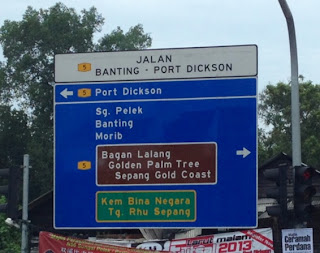 JALAN
5 BANTING - PORT DICKSON
5 Port Dickson
Sg. Pelek
Banting
Morib
5 Bagan Lalang
Golden Palm Tree
Sepang Gold Coast
Kem Bina Negara
Tg. Rhu Sepang
2013
Ceramah
Perdana